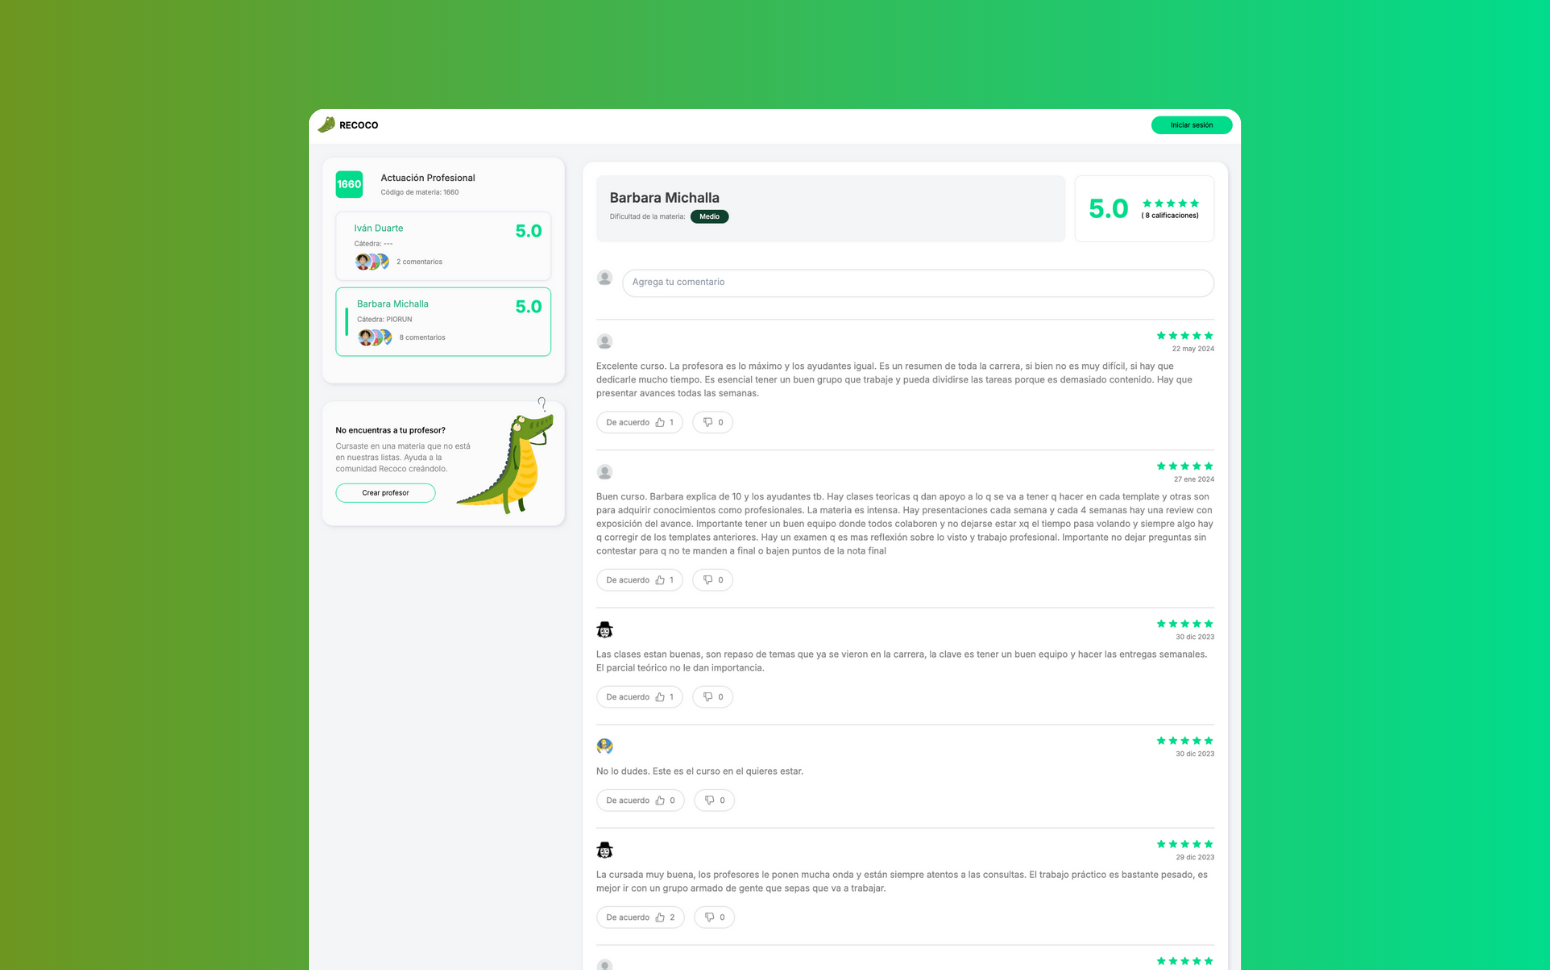 RECOCO
Iniciar sesión
1660
Actuación Profesional
Código de materia: 1660
Iván Duarte
5.0
Cátedra: ---
2 comentarios
Barbara Michalla
5.0
Cátedra: PIORUN
8 comentarios
?
No encuentras a tu profesor?
Cursaste en una materia que no está
en nuestras listas. Ayuda a la
comunidad Recoco creándolo.
Crear profesor
Barbara Michalla
Dificultad de la materia: Medio
5.0
( 8 calificaciones)
Agrega tu comentario
22 may 2024
Excelente curso. La profesora es lo máximo y los ayudantes igual. Es un resumen de toda la carrera, si bien no es muy difícil, si hay que
dedicarle mucho tiempo. Es esencial tener un buen grupo que trabaje y pueda dividirse las tareas porque es demasiado contenido. Hay que
presentar avances todas las semanas.
De acuerdo 1 0
27 ene 2024
Buen curso. Barbara explica de 10 y los ayudantes tb. Hay clases teoricas q dan apoyo a lo q se va a tener q hacer en cada template y otras son
para adquirir conocimientos como profesionales. La materia es intensa. Hay presentaciones cada semana y cada 4 semanas hay una review con
exposición del avance. Importante tener un buen equipo donde todos colaboren y no dejarse estar xq el tiempo pasa volando y siempre algo hay
q corregir de los templates anteriores. Hay un examen q es mas reflexión sobre lo visto y trabajo profesional. Importante no dejar preguntas sin
contestar para q no te manden a final o bajen puntos de la nota final
De acuerdo 1 0
30 dic 2023
Las clases estan buenas, son repaso de temas que ya se vieron en la carrera, la clave es tener un buen equipo y hacer las entregas semanales.
El parcial teórico no le dan importancia.
De acuerdo 1 0
30 dic 2023
No lo dudes. Este es el curso en el quieres estar.
De acuerdo 0 0
29 dic 2023
La cursada muy buena, los profesores le ponen mucha onda y están siempre atentos a las consultas. El trabajo práctico es bastante pesado, es
mejor ir con un grupo armado de gente que sepas que va a trabajar.
De acuerdo 2 0